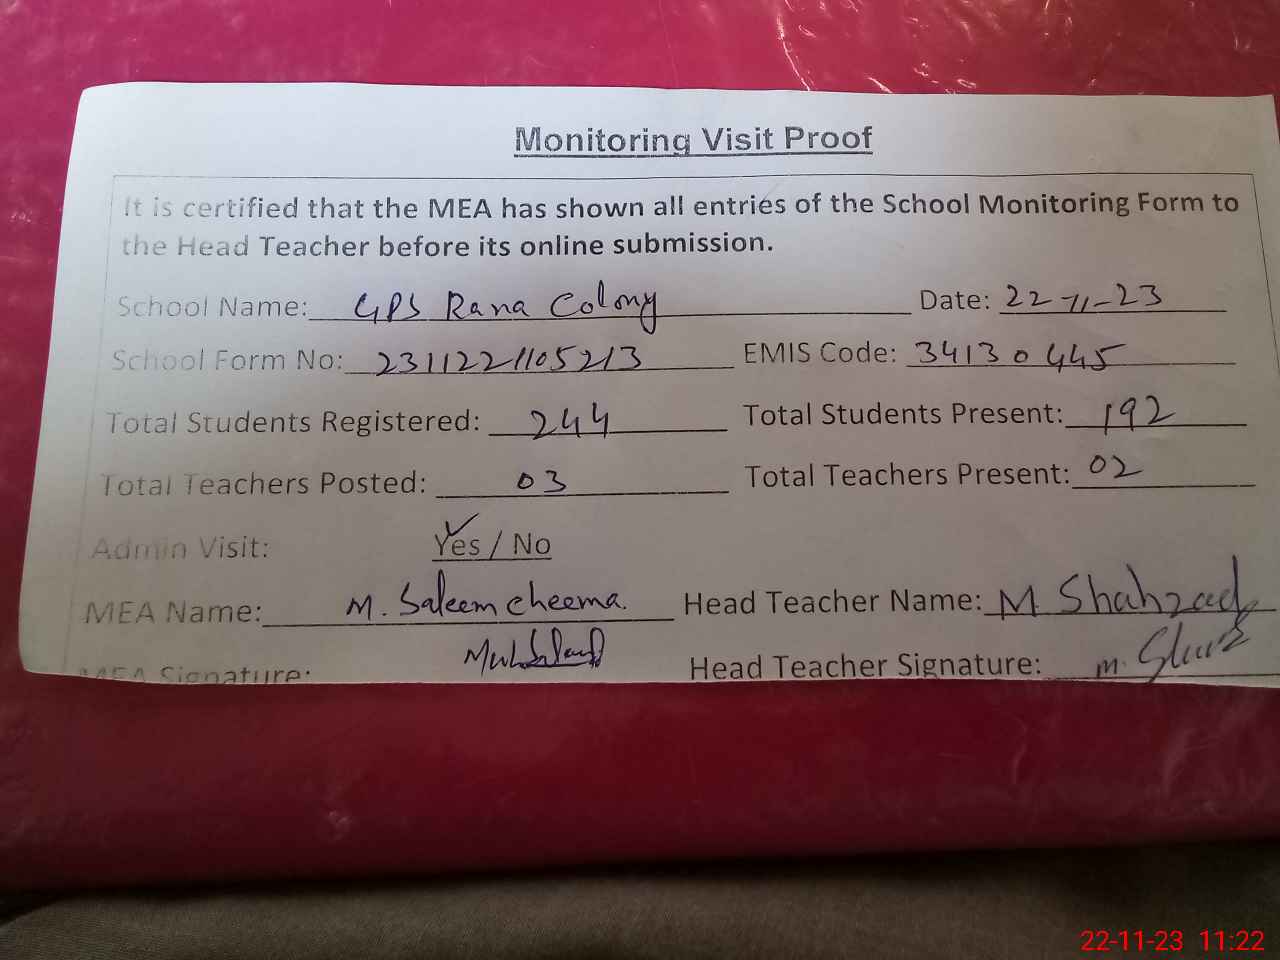 Monitoring Visit Proof
It is certified that the MEA has shown all entries of the School Monitoring Form to
the Head Teacher before its online submission.
School Name: GPS Rana Colony Date: 22-11-23
School Form No: 2311221105213 EMIS Code: 34130445
Total Students Registered: 244 Total Students Present: 192
Total Teachers Posted: 03 Total Teachers Present: 02
Admin Visit: Yes / No
MEA Name: M. Saleem cheema. Head Teacher Name: M Shahzad
MEA Signature: Head Teacher Signature: m.
22-11-23 11:22